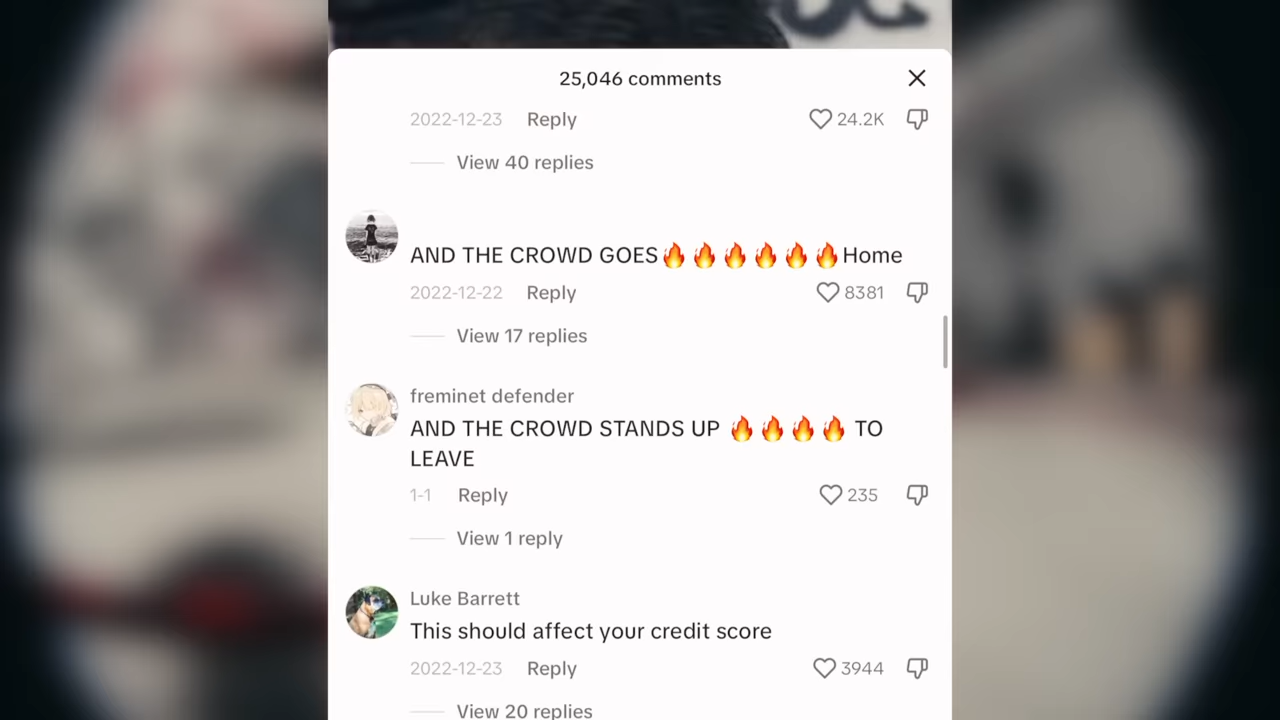 25,046 comments
2022-12-23 Reply 24.2K
View 40 replies
AND THE CROWD GOES🔥🔥🔥🔥🔥🔥Home
2022-12-22 Reply 8381
View 17 replies
freminet defender
AND THE CROWD STANDS UP 🔥🔥🔥🔥 TO
LEAVE
1-1 Reply 235
View 1 reply
Luke Barrett
This should affect your credit score
2022-12-23 Reply 3944
View 20 replies